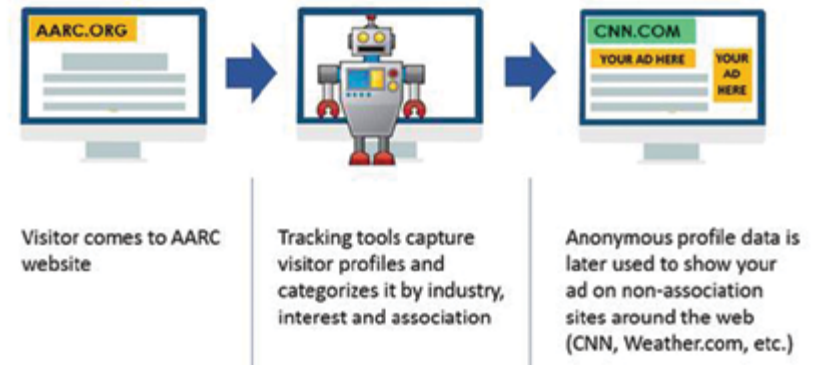 AARC.ORG
CNN.COM
YOUR AD HERE
YOUR
AD
HERE
Visitor comes to AARC
website
Tracking tools capture
visitor profiles and
categorizes it by industry,
interest and association
Anonymous profile data is
later used to show your
ad on non-association
sites around the web
(CNN, Weather.com, etc.)